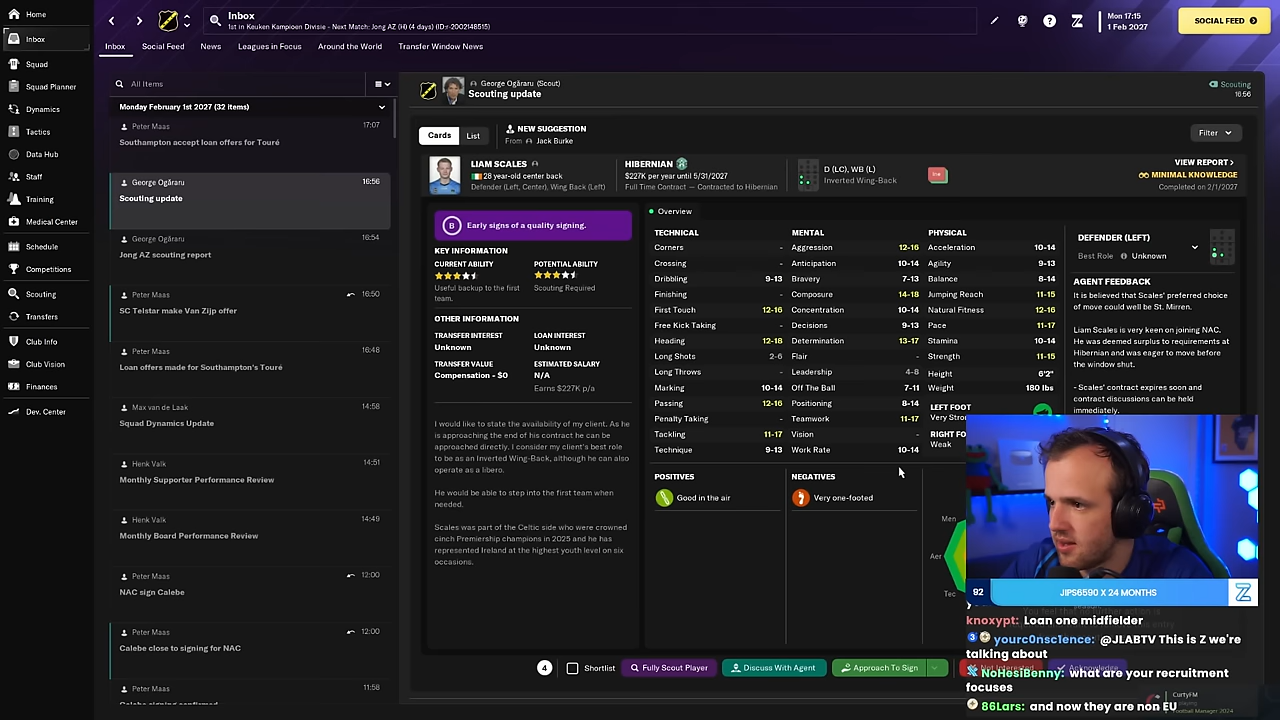 Home
Inbox
Squad
Squad Planner
Dynamics
Tactics
Data Hub
Staff
Training
Medical Center
Schedule
Competitions
Scouting
Transfers
Club Info
Club Vision
Finances
Dev. Center
Inbox
1st in Keuken Kampioen Divisie - Next Match: Jong AZ (H) (4 days) (ID:-2002148515)
Mon 17:15
1 Feb 2027
SOCIAL FEED
Inbox
Social Feed
News
Leagues in Focus
Around the World
Transfer Window News
All Items
Monday February 1st 2027 (32 items)
Peter Maas
17:07
Southampton accept loan offers for Touré
George Ogăraru
16:56
Scouting update
George Ogăraru
16:54
Jong AZ scouting report
Peter Maas
16:50
SC Telstar make Van Zijp offer
Peter Maas
16:48
Loan offers made for Southampton's Touré
Max van de Laak
14:58
Squad Dynamics Update
Henk Valk
14:51
Monthly Supporter Performance Review
Henk Valk
14:49
Monthly Board Performance Review
Peter Maas
12:00
NAC sign Calebe
Peter Maas
12:00
Calebe close to signing for NAC
Peter Maas
11:58
Calebe signing confirmed
George Ogăraru (Scout)
Scouting update
Scouting
16:56
Cards
List
NEW SUGGESTION
From Jack Burke
Filter
LIAM SCALES
28 year-old center back
Defender (Left, Center), Wing Back (Left)
HIBERNIAN
$227K per year until 5/31/2027
Full Time Contract — Contracted to Hibernian
D (LC), WB (L)
Inverted Wing-Back
VIEW REPORT
MINIMAL KNOWLEDGE
Completed on 2/1/2027
B
Early signs of a quality signing.
KEY INFORMATION
CURRENT ABILITY
POTENTIAL ABILITY
Useful backup to the first team.
Scouting Required
OTHER INFORMATION
TRANSFER INTEREST
Unknown
LOAN INTEREST
Unknown
TRANSFER VALUE
Compensation - $0
ESTIMATED SALARY
N/A
Earns $227K p/a
I would like to state the availability of my client. As he
is approaching the end of his contract he can be
approached directly. I consider my client's best role
to be as an Inverted Wing-Back, although he can also
operate as a libero.
He would be able to step into the first team when
needed.
Scales was part of the Celtic side who were crowned
cinch Premiership champions in 2025 and he has
represented Ireland at the highest youth level on six
occasions.
Overview
TECHNICAL
Corners -
Crossing -
Dribbling 9-13
Finishing -
First Touch 12-16
Free Kick Taking -
Heading 12-18
Long Shots 2-6
Long Throws -
Marking 10-14
Passing 12-16
Penalty Taking -
Tackling 11-17
Technique 9-13
MENTAL
Aggression 12-16
Anticipation 10-14
Bravery 7-13
Composure 14-18
Concentration 10-14
Decisions 9-13
Determination 13-17
Flair -
Leadership 4-8
Off The Ball 7-11
Positioning 8-14
Teamwork 11-17
Vision -
Work Rate 10-14
PHYSICAL
Acceleration 10-14
Agility 9-13
Balance 8-14
Jumping Reach 11-15
Natural Fitness 12-16
Pace 11-17
Stamina 10-14
Strength 11-15
Height 6'2"
Weight 180 lbs
LEFT FOOT
Very Stro
RIGHT FO
Weak
DEFENDER (LEFT)
Best Role Unknown
AGENT FEEDBACK
It is believed that Scales' preferred choice
of move could well be St. Mirren.
Liam Scales is very keen on joining NAC.
He was deemed surplus to requirements at
Hibernian and was eager to move before
the window shut.
- Scales' contract expires soon and
contract discussions can be held
immediately.
POSITIVES
Good in the air
NEGATIVES
Very one-footed
Men
Aer
Tec
4
Shortlist
Fully Scout Player
Discuss With Agent
Approach To Sign
Not Interested
Acknowledge
92
JIPS6590 X 24 MONTHS
knoxypt: Loan one midfielder
yourc0nsc1ence: @JLABTV This is Z we're
talking about
NoHesiBenny: what are your recruitment
focuses
86Lars: and now they are non EU
CurtyFM
Football Manager 2024